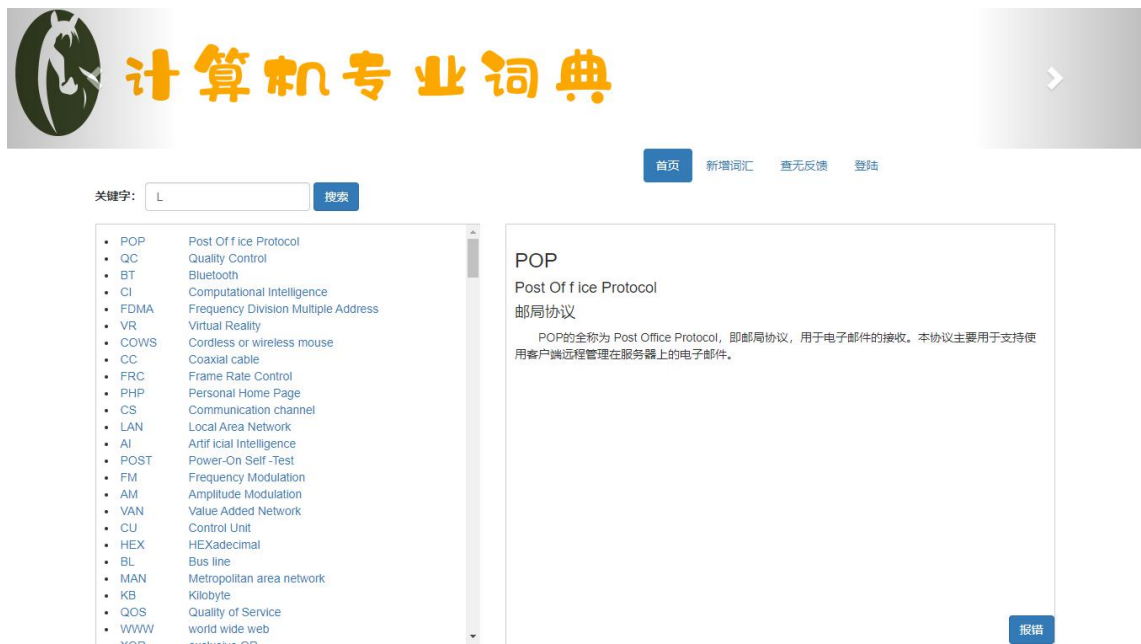 计算机专业词典
首页 新增词汇 查无反馈 登陆
关键字： L 搜索
POP Post Of f ice Protocol
QC Quality Control
BT Bluetooth
CI Computational Intelligence
FDMA Frequency Division Multiple Address
VR Virtual Reality
COWS Cordless or wireless mouse
CC Coaxial cable
FRC Frame Rate Control
PHP Personal Home Page
CS Communication channel
LAN Local Area Network
AI Artif icial Intelligence
POST Power-On Self -Test
FM Frequency Modulation
AM Amplitude Modulation
VAN Value Added Network
CU Control Unit
HEX HEXadecimal
BL Bus line
MAN Metropolitan area network
KB Kilobyte
QOS Quality of Service
WWW world wide web
POP
Post Of f ice Protocol
邮局协议
POP的全称为 Post Office Protocol，即邮局协议，用于电子邮件的接收。本协议主要用于支持使
用客户端远程管理在服务器上的电子邮件。
报错